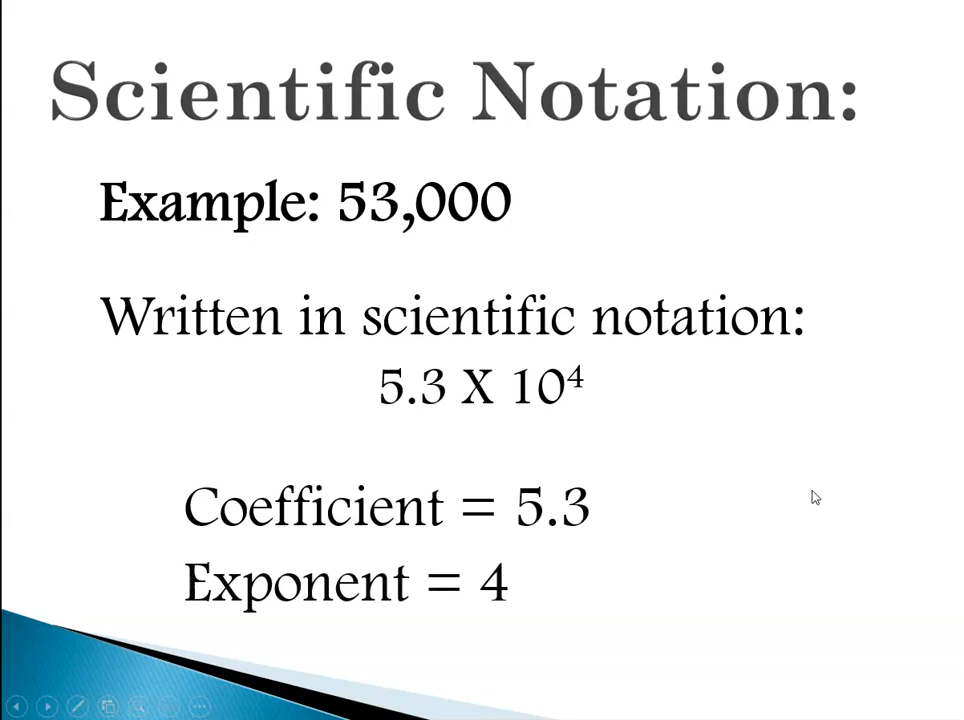 Scientific Notation:
Example: 53,000
Written in scientific notation:
5.3 X 10⁴
Coefficient = 5.3
Exponent = 4